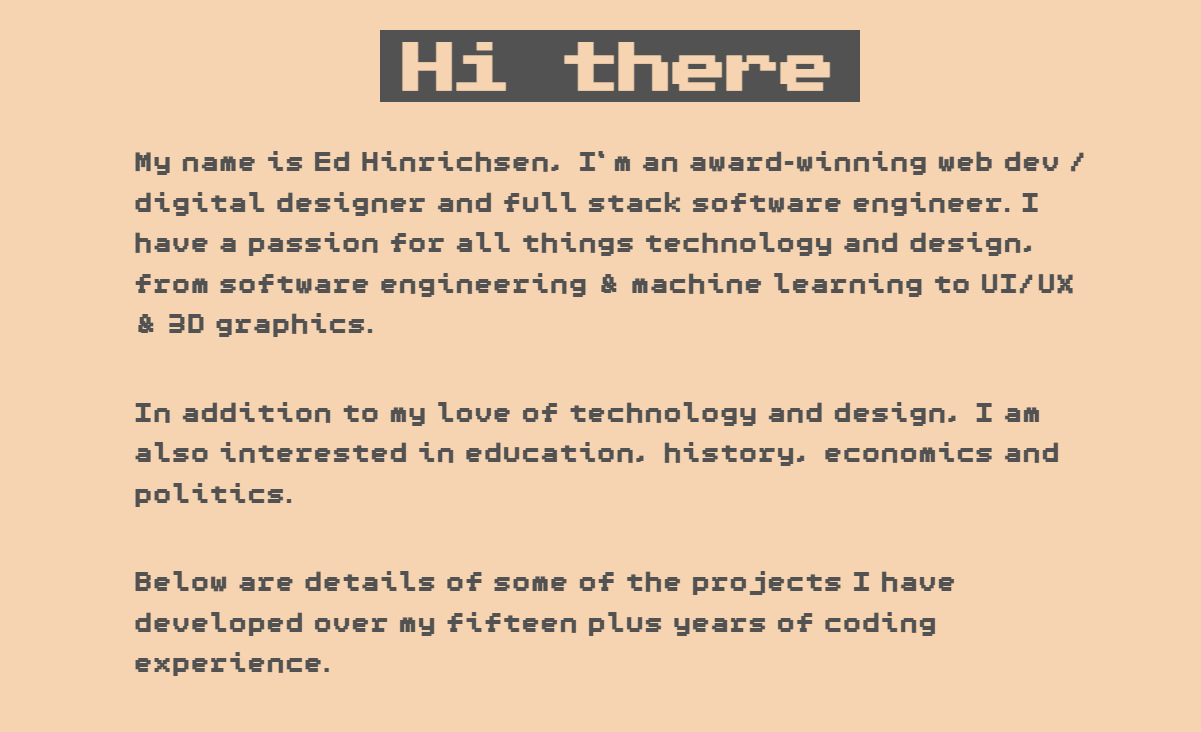 Hi there
My name is Ed Hinrichsen, I'm an award-winning web dev /
digital designer and full stack software engineer. I
have a passion for all things technology and design,
from software engineering & machine learning to UI/UX
& 3D graphics.
In addition to my love of technology and design, I am
also interested in education, history, economics and
politics.
Below are details of some of the projects I have
developed over my fifteen plus years of coding
experience.